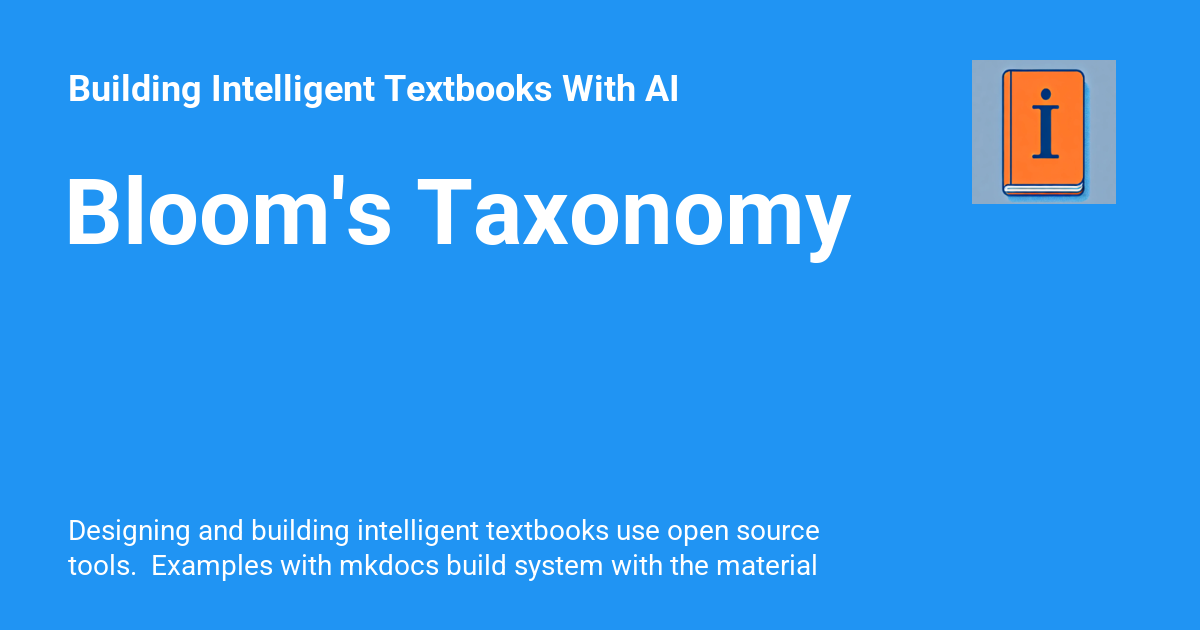 Building Intelligent Textbooks With AI
Bloom's Taxonomy
i
Designing and building intelligent textbooks use open source
tools.  Examples with mkdocs build system with the material